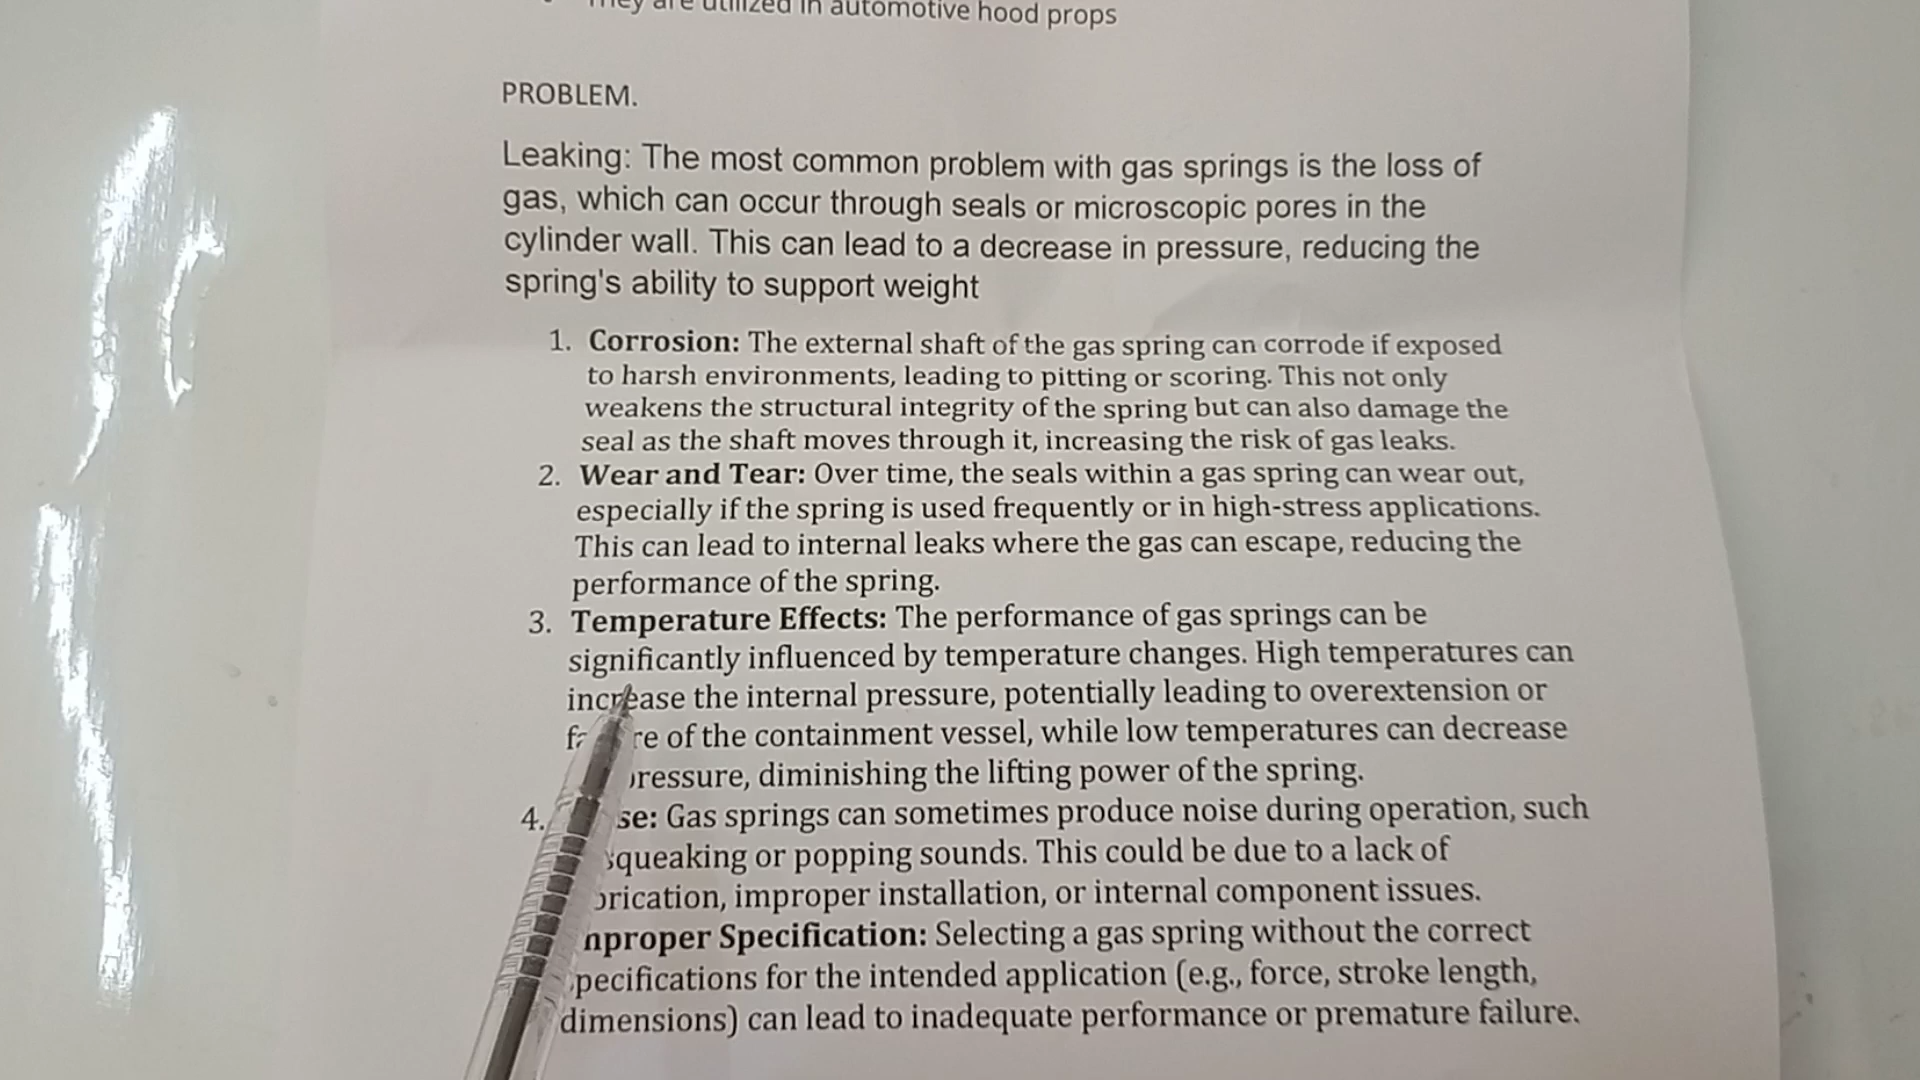 They are utilized in automotive hood props
PROBLEM.
Leaking: The most common problem with gas springs is the loss of
gas, which can occur through seals or microscopic pores in the
cylinder wall. This can lead to a decrease in pressure, reducing the
spring's ability to support weight
1. Corrosion: The external shaft of the gas spring can corrode if exposed
to harsh environments, leading to pitting or scoring. This not only
weakens the structural integrity of the spring but can also damage the
seal as the shaft moves through it, increasing the risk of gas leaks.
2. Wear and Tear: Over time, the seals within a gas spring can wear out,
especially if the spring is used frequently or in high-stress applications.
This can lead to internal leaks where the gas can escape, reducing the
performance of the spring.
3. Temperature Effects: The performance of gas springs can be
significantly influenced by temperature changes. High temperatures can
increase the internal pressure, potentially leading to overextension or
of the containment vessel, while low temperatures can decrease
pressure, diminishing the lifting power of the spring.
4. Gas springs can sometimes produce noise during operation, such
squeaking or popping sounds. This could be due to a lack of
improper installation, or internal component issues.
Specification: Selecting a gas spring without the correct
specifications for the intended application (e.g., force, stroke length,
dimensions) can lead to inadequate performance or premature failure.